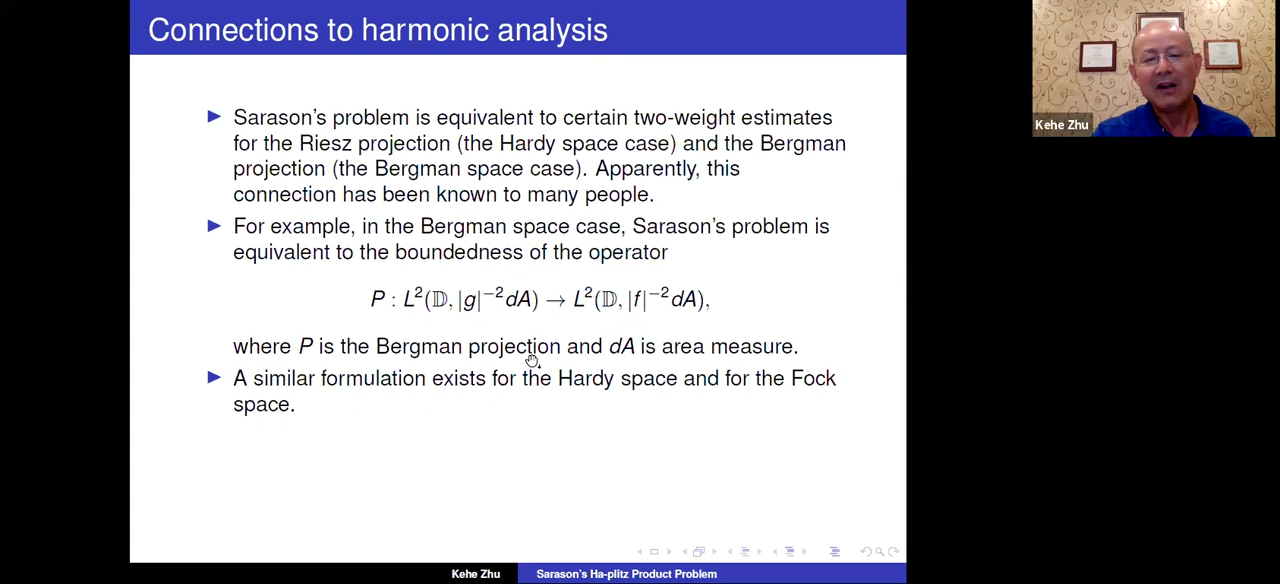 Connections to harmonic analysis
Kehe Zhu
▶ Sarason's problem is equivalent to certain two-weight estimates
for the Riesz projection (the Hardy space case) and the Bergman
projection (the Bergman space case). Apparently, this
connection has been known to many people.
▶ For example, in the Bergman space case, Sarason's problem is
equivalent to the boundedness of the operator
P : L²(𝔻, |g|⁻²dA) → L²(𝔻, |f|⁻²dA),
where P is the Bergman projection and dA is area measure.
▶ A similar formulation exists for the Hardy space and for the Fock
space.
Kehe Zhu
Sarason's Ha-plitz Product Problem